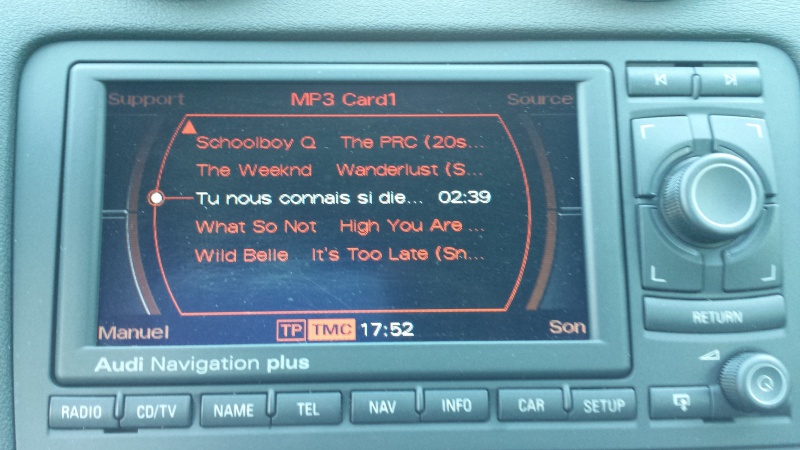 Support MP3 Card1 Source
Schoolboy Q The PRC (20s...
The Weeknd Wanderlust (S...
Tu nous connais si die... 02:39
What So Not High You Are ...
Wild Belle It's Too Late (Sn...
Manuel TP TMC 17:52 Son
Audi Navigation plus
RETURN
RADIO CD/TV NAME TEL NAV INFO CAR SETUP